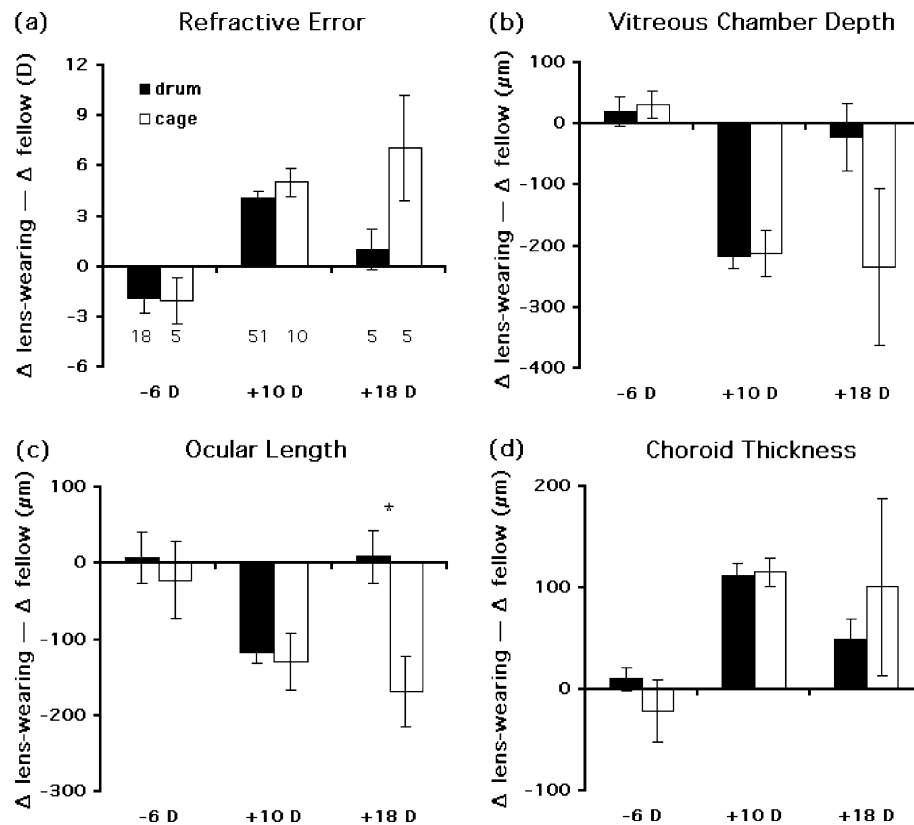 (a) Refractive Error
Δ lens-wearing — Δ fellow (D)
12
9
6
3
0
-3
-6
drum
cage
18 5 51 10 5 5
-6 D +10 D +18 D
(b) Vitreous Chamber Depth
Δ lens-wearing — Δ fellow (μm)
100
0
-100
-200
-300
-400
-6 D +10 D +18 D
(c) Ocular Length
Δ lens-wearing — Δ fellow (μm)
100
0
-100
-200
-300
*
-6 D +10 D +18 D
(d) Choroid Thickness
Δ lens-wearing — Δ fellow (μm)
200
100
0
-100
-6 D +10 D +18 D